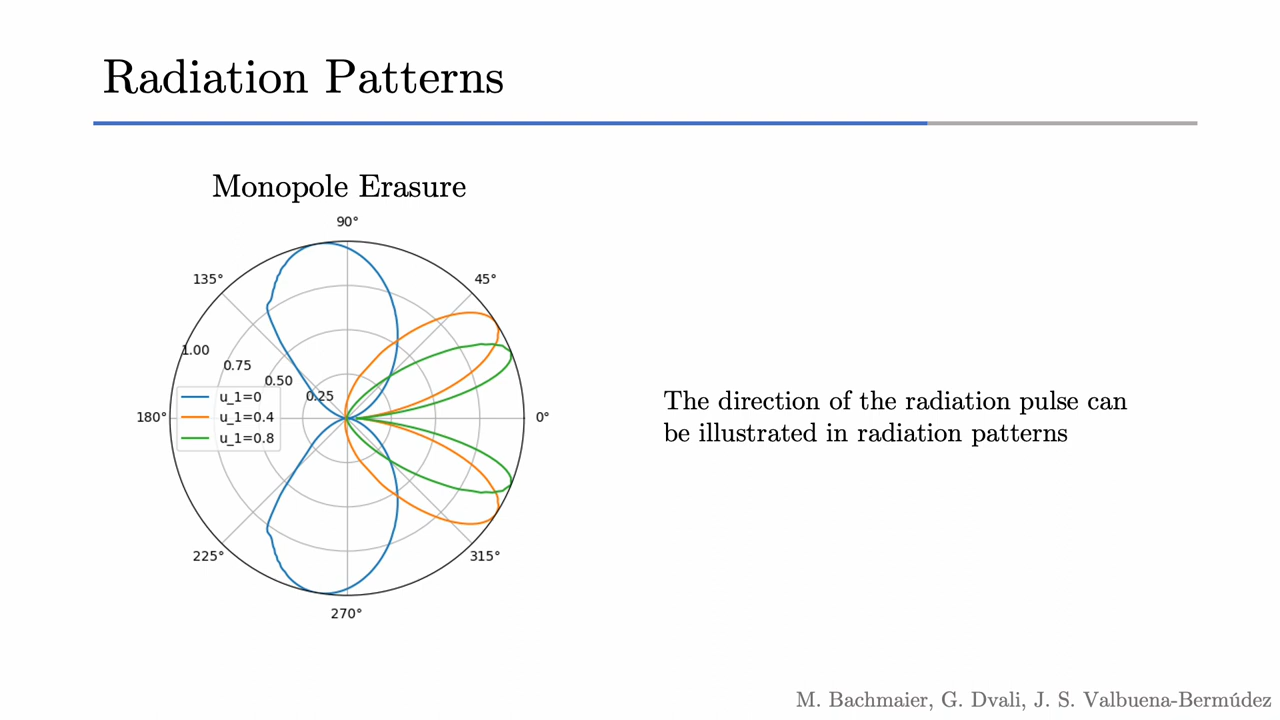 Radiation Patterns
Monopole Erasure
90°
135°
45°
1.00
0.75
0.50
0.25
u_1=0
u_1=0.4
u_1=0.8
180°
0°
225°
315°
270°
The direction of the radiation pulse can
be illustrated in radiation patterns
M. Bachmaier, G. Dvali, J. S. Valbuena-Bermúdez